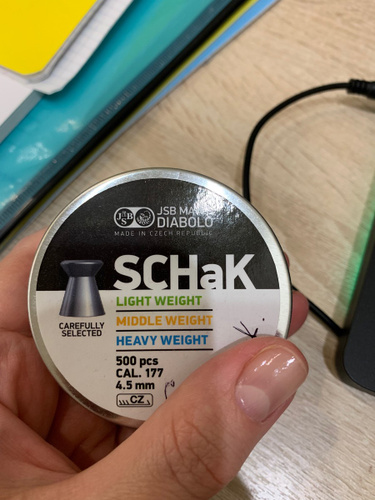 JSB MA
DIABOLO
MADE IN CZECH REPUBLIC
SCHaK
LIGHT WEIGHT
MIDDLE WEIGHT
HEAVY WEIGHT
CAREFULLY
SELECTED
500 pcs
CAL. 177
4.5 mm
CZ